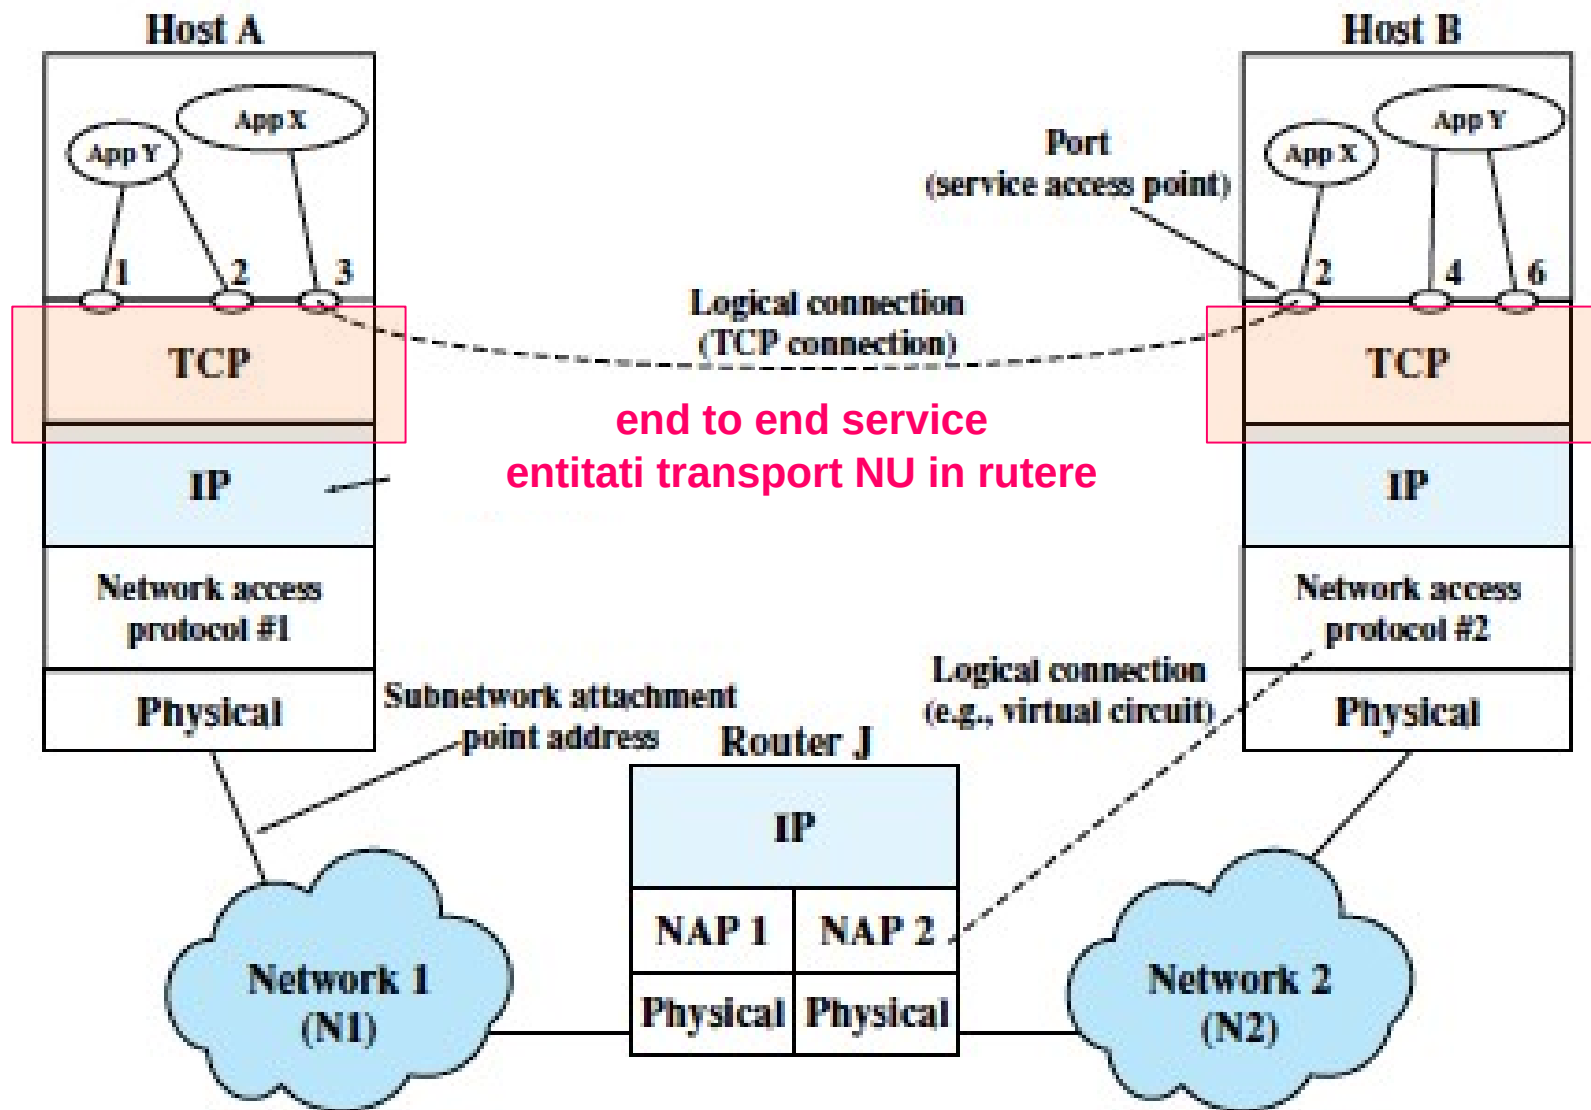 Host A
App Y
App X
1
2
3
TCP
IP
Network access
protocol #1
Physical
Host B
App X
App Y
2
4
6
TCP
IP
Network access
protocol #2
Physical
Port
(service access point)
Logical connection
(TCP connection)
end to end service
entitati transport NU in rutere
Subnetwork attachment
point address
Logical connection
(e.g., virtual circuit)
Router J
IP
NAP 1
NAP 2
Physical
Physical
Network 1
(N1)
Network 2
(N2)